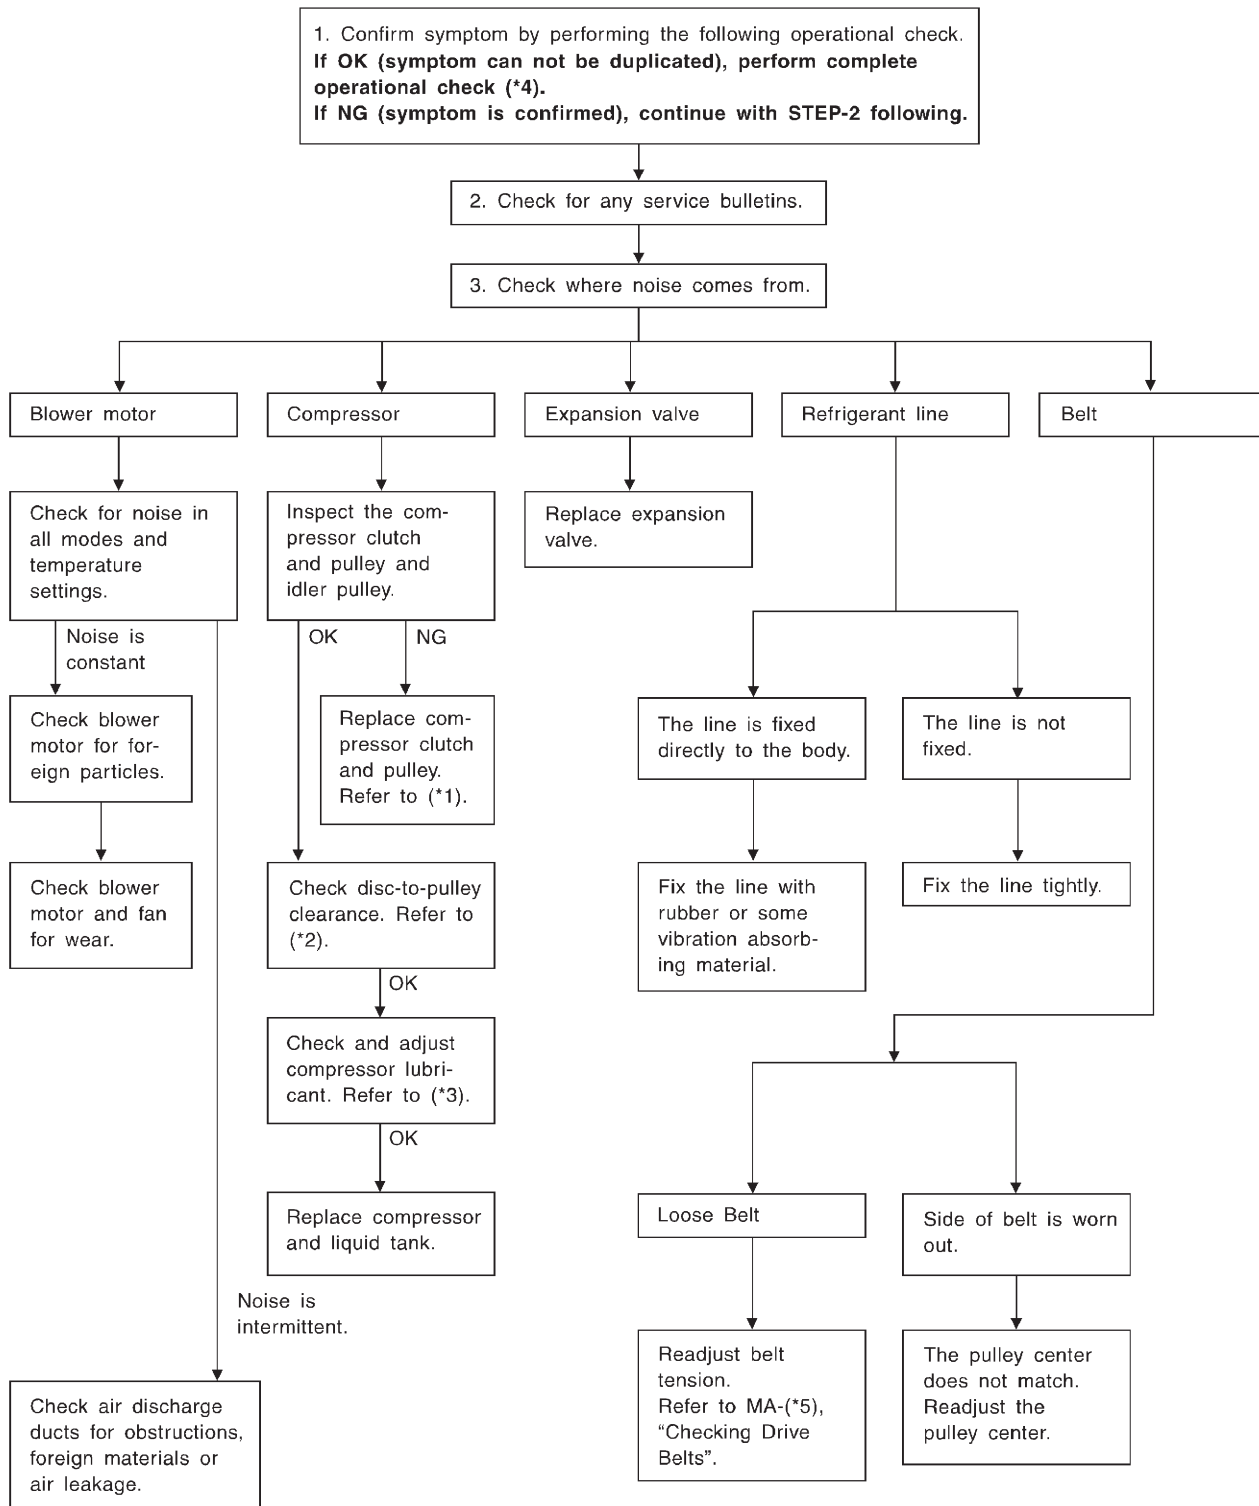 1. Confirm symptom by performing the following operational check.
If OK (symptom can not be duplicated), perform complete
operational check (*4).
If NG (symptom is confirmed), continue with STEP-2 following.
2. Check for any service bulletins.
3. Check where noise comes from.
Blower motor
Compressor
Expansion valve
Refrigerant line
Belt
Check for noise in
all modes and
temperature
settings.
Inspect the com-
pressor clutch
and pulley and
idler pulley.
Replace expansion
valve.
Noise is
constant
OK
NG
Check blower
motor for for-
eign particles.
Replace com-
pressor clutch
and pulley.
Refer to (*1).
The line is fixed
directly to the body.
The line is not
fixed.
Check blower
motor and fan
for wear.
Check disc-to-pulley
clearance. Refer to
(*2).
Fix the line with
rubber or some
vibration absorb-
ing material.
Fix the line tightly.
OK
Check and adjust
compressor lubri-
cant. Refer to (*3).
OK
Replace compressor
and liquid tank.
Loose Belt
Side of belt is worn
out.
Noise is
intermittent.
Check air discharge
ducts for obstructions,
foreign materials or
air leakage.
Readjust belt
tension.
Refer to MA-(*5),
“Checking Drive
Belts”.
The pulley center
does not match.
Readjust the
pulley center.